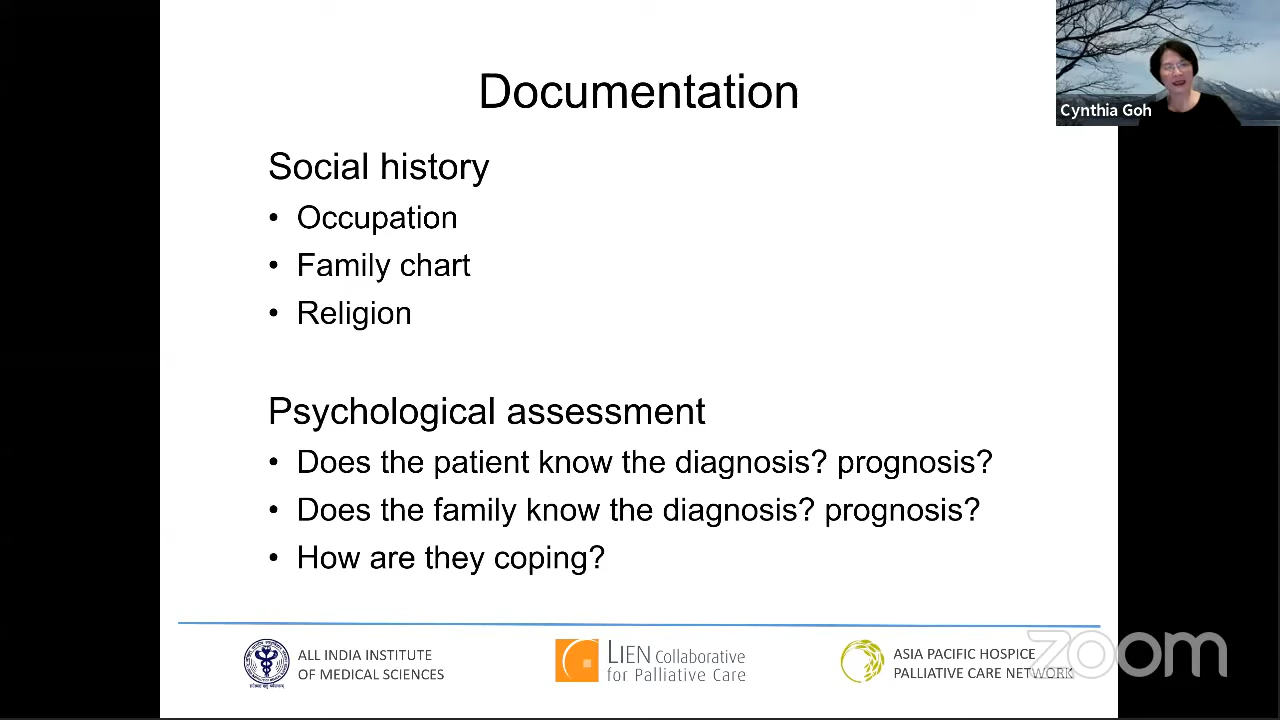 Documentation
Cynthia Goh
Social history
• Occupation
• Family chart
• Religion
Psychological assessment
• Does the patient know the diagnosis? prognosis?
• Does the family know the diagnosis? prognosis?
• How are they coping?
ALL INDIA INSTITUTE
OF MEDICAL SCIENCES
LIEN Collaborative
for Palliative Care
ASIA PACIFIC HOSPICE
PALLIATIVE CARE NETWORK
zoom